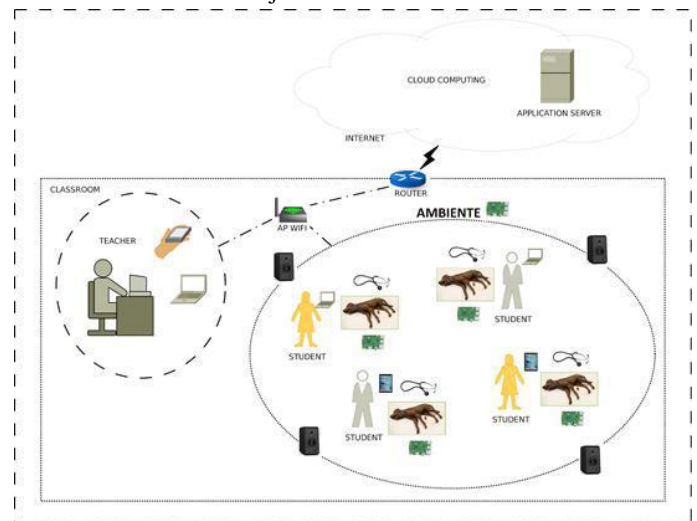 CLOUD COMPUTING
APPLICATION SERVER
INTERNET
CLASSROOM
ROUTER
AMBIENTE
AP WIFI
TEACHER
STUDENT
STUDENT
STUDENT
STUDENT